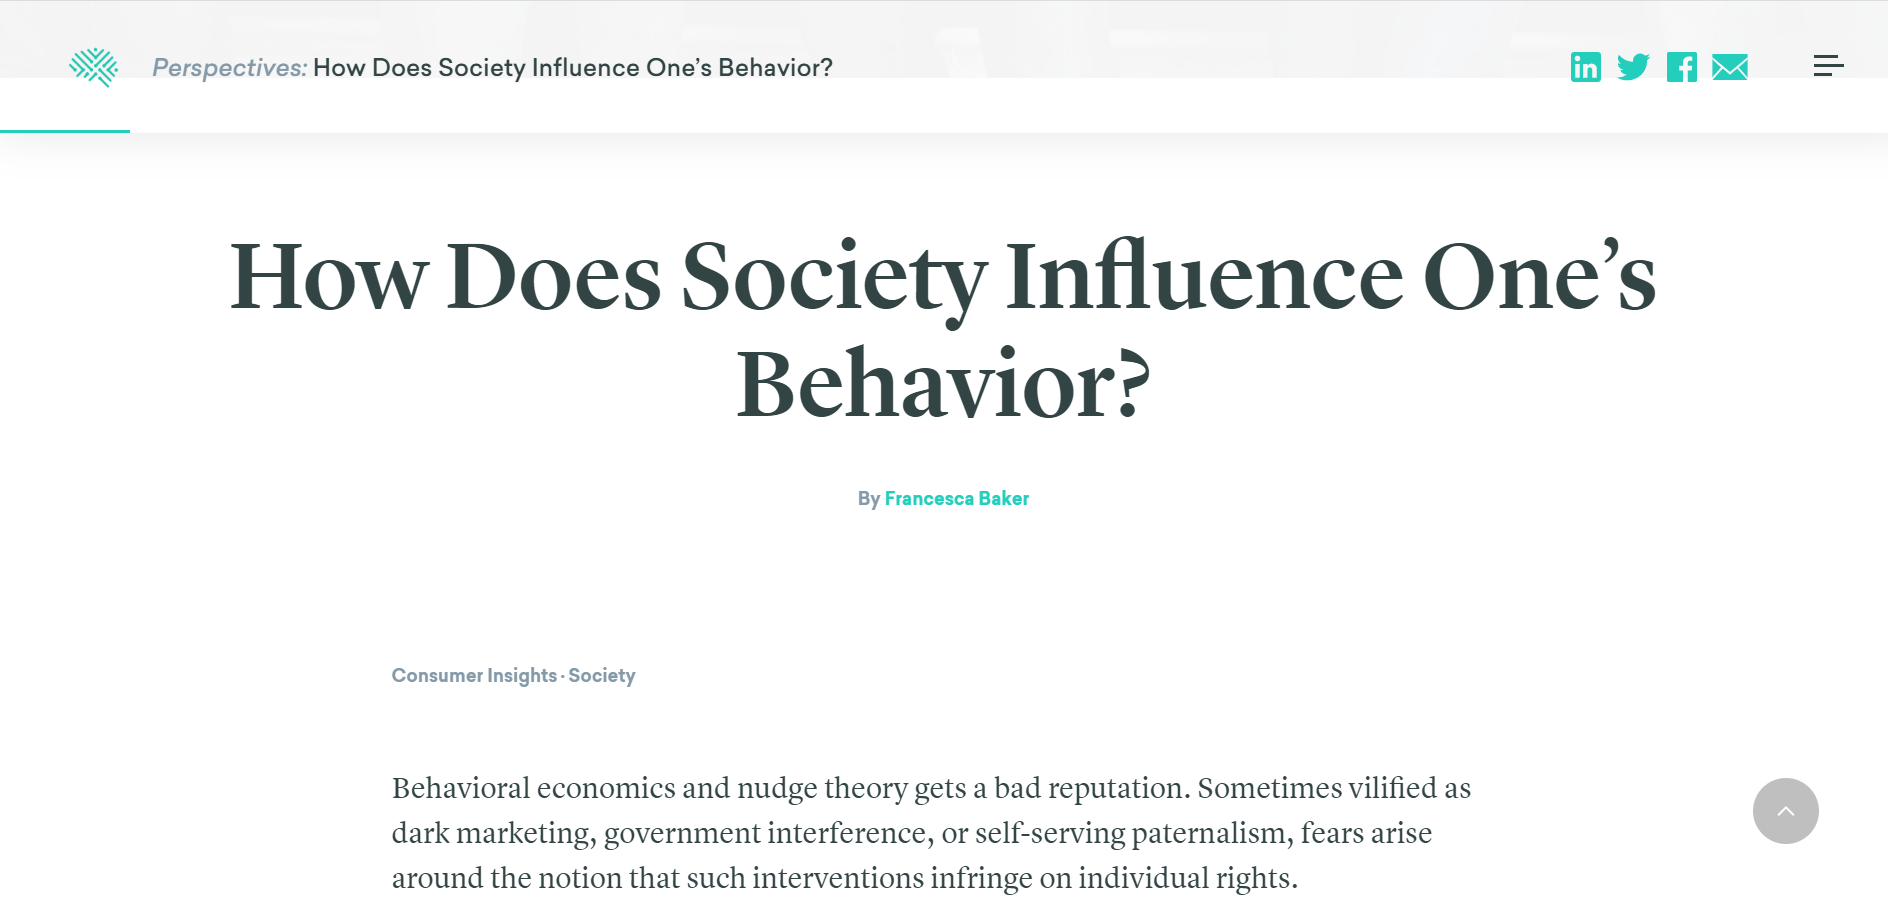 Perspectives: How Does Society Influence One’s Behavior?
How Does Society Influence One’s
Behavior?
By Francesca Baker
Consumer Insights · Society
Behavioral economics and nudge theory gets a bad reputation. Sometimes vilified as
dark marketing, government interference, or self-serving paternalism, fears arise
around the notion that such interventions infringe on individual rights.